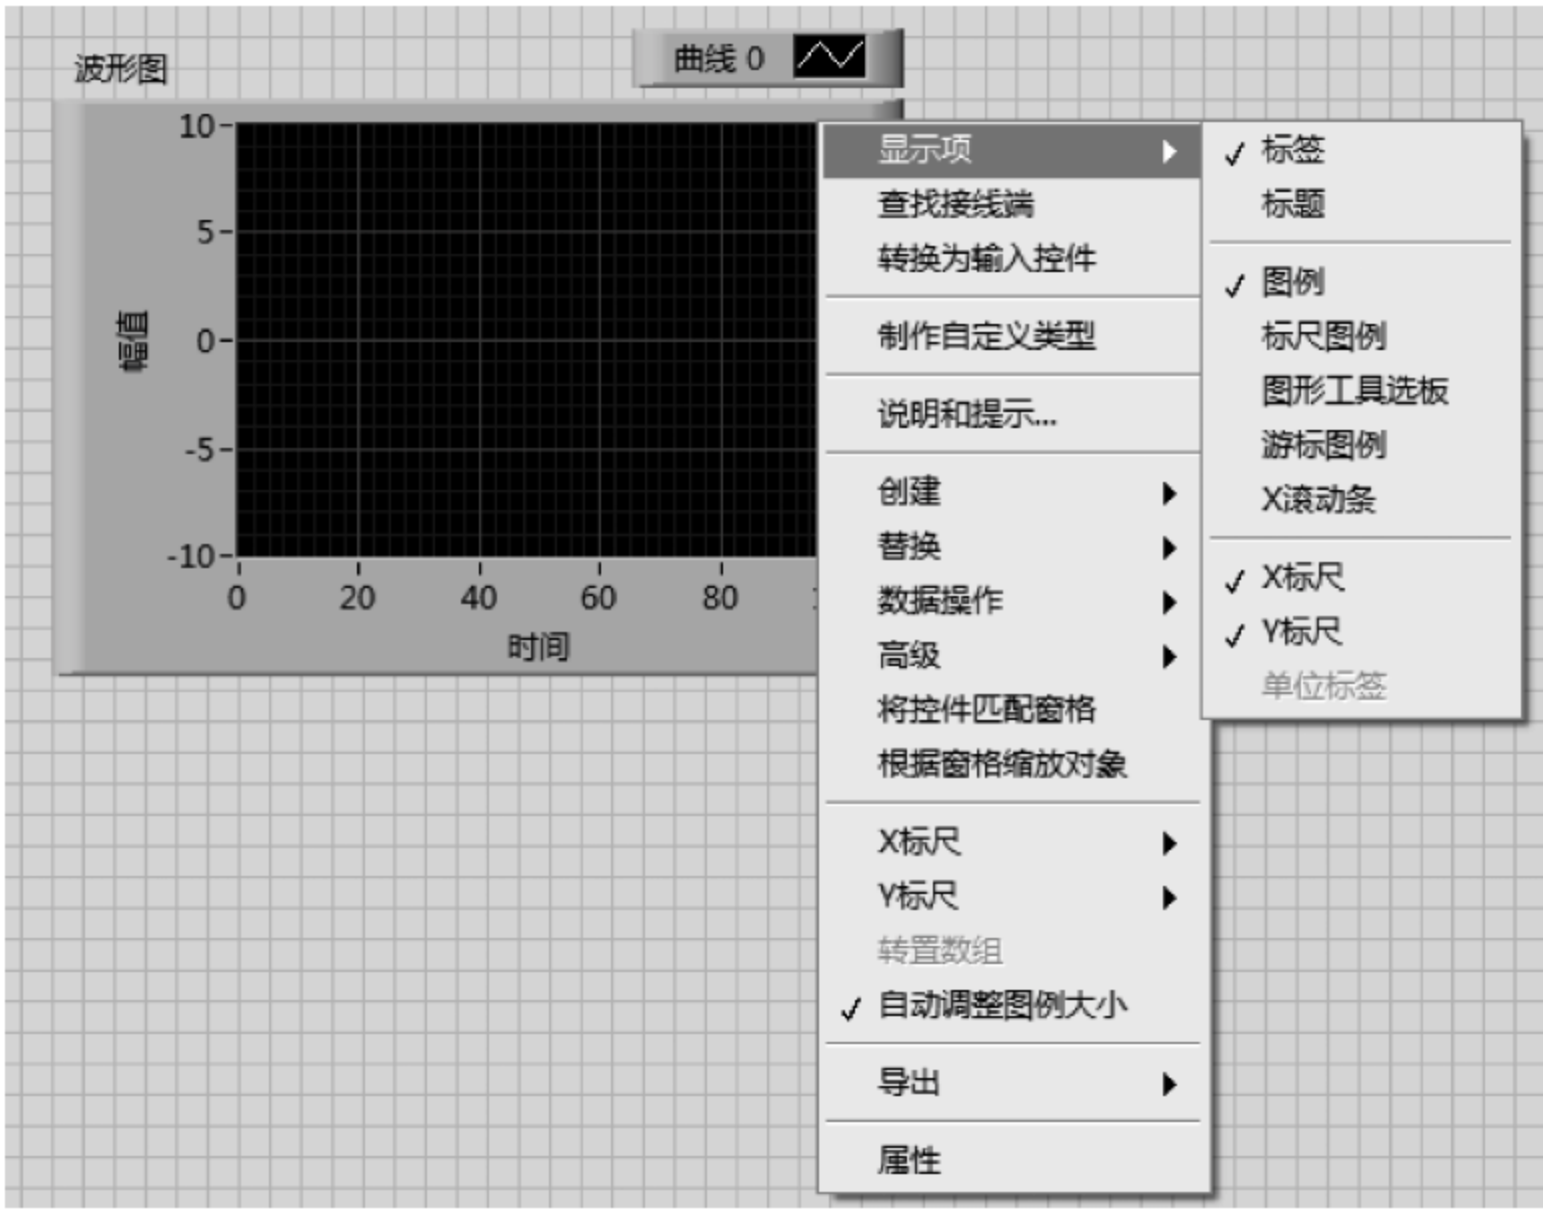 波形图
曲线 0
10
5
0
-5
-10
幅值
0
20
40
60
80
时间
显示项
查找接线端
转换为输入控件
制作自定义类型
说明和提示...
创建
替换
数据操作
高级
将控件匹配窗格
根据窗格缩放对象
X标尺
Y标尺
转置数组
自动调整图例大小
导出
属性
标签
标题
图例
标尺图例
图形工具选板
游标图例
X滚动条
X标尺
Y标尺
单位标签